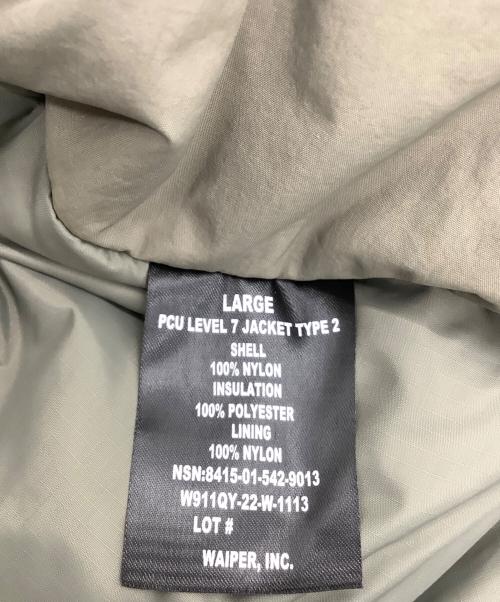 LARGE
PCU LEVEL 7 JACKET TYPE 2
SHELL
100% NYLON
INSULATION
100% POLYESTER
LINING
100% NYLON
NSN:8415-01-542-9013
W911QY-22-W-1113
LOT #
WAIPER, INC.